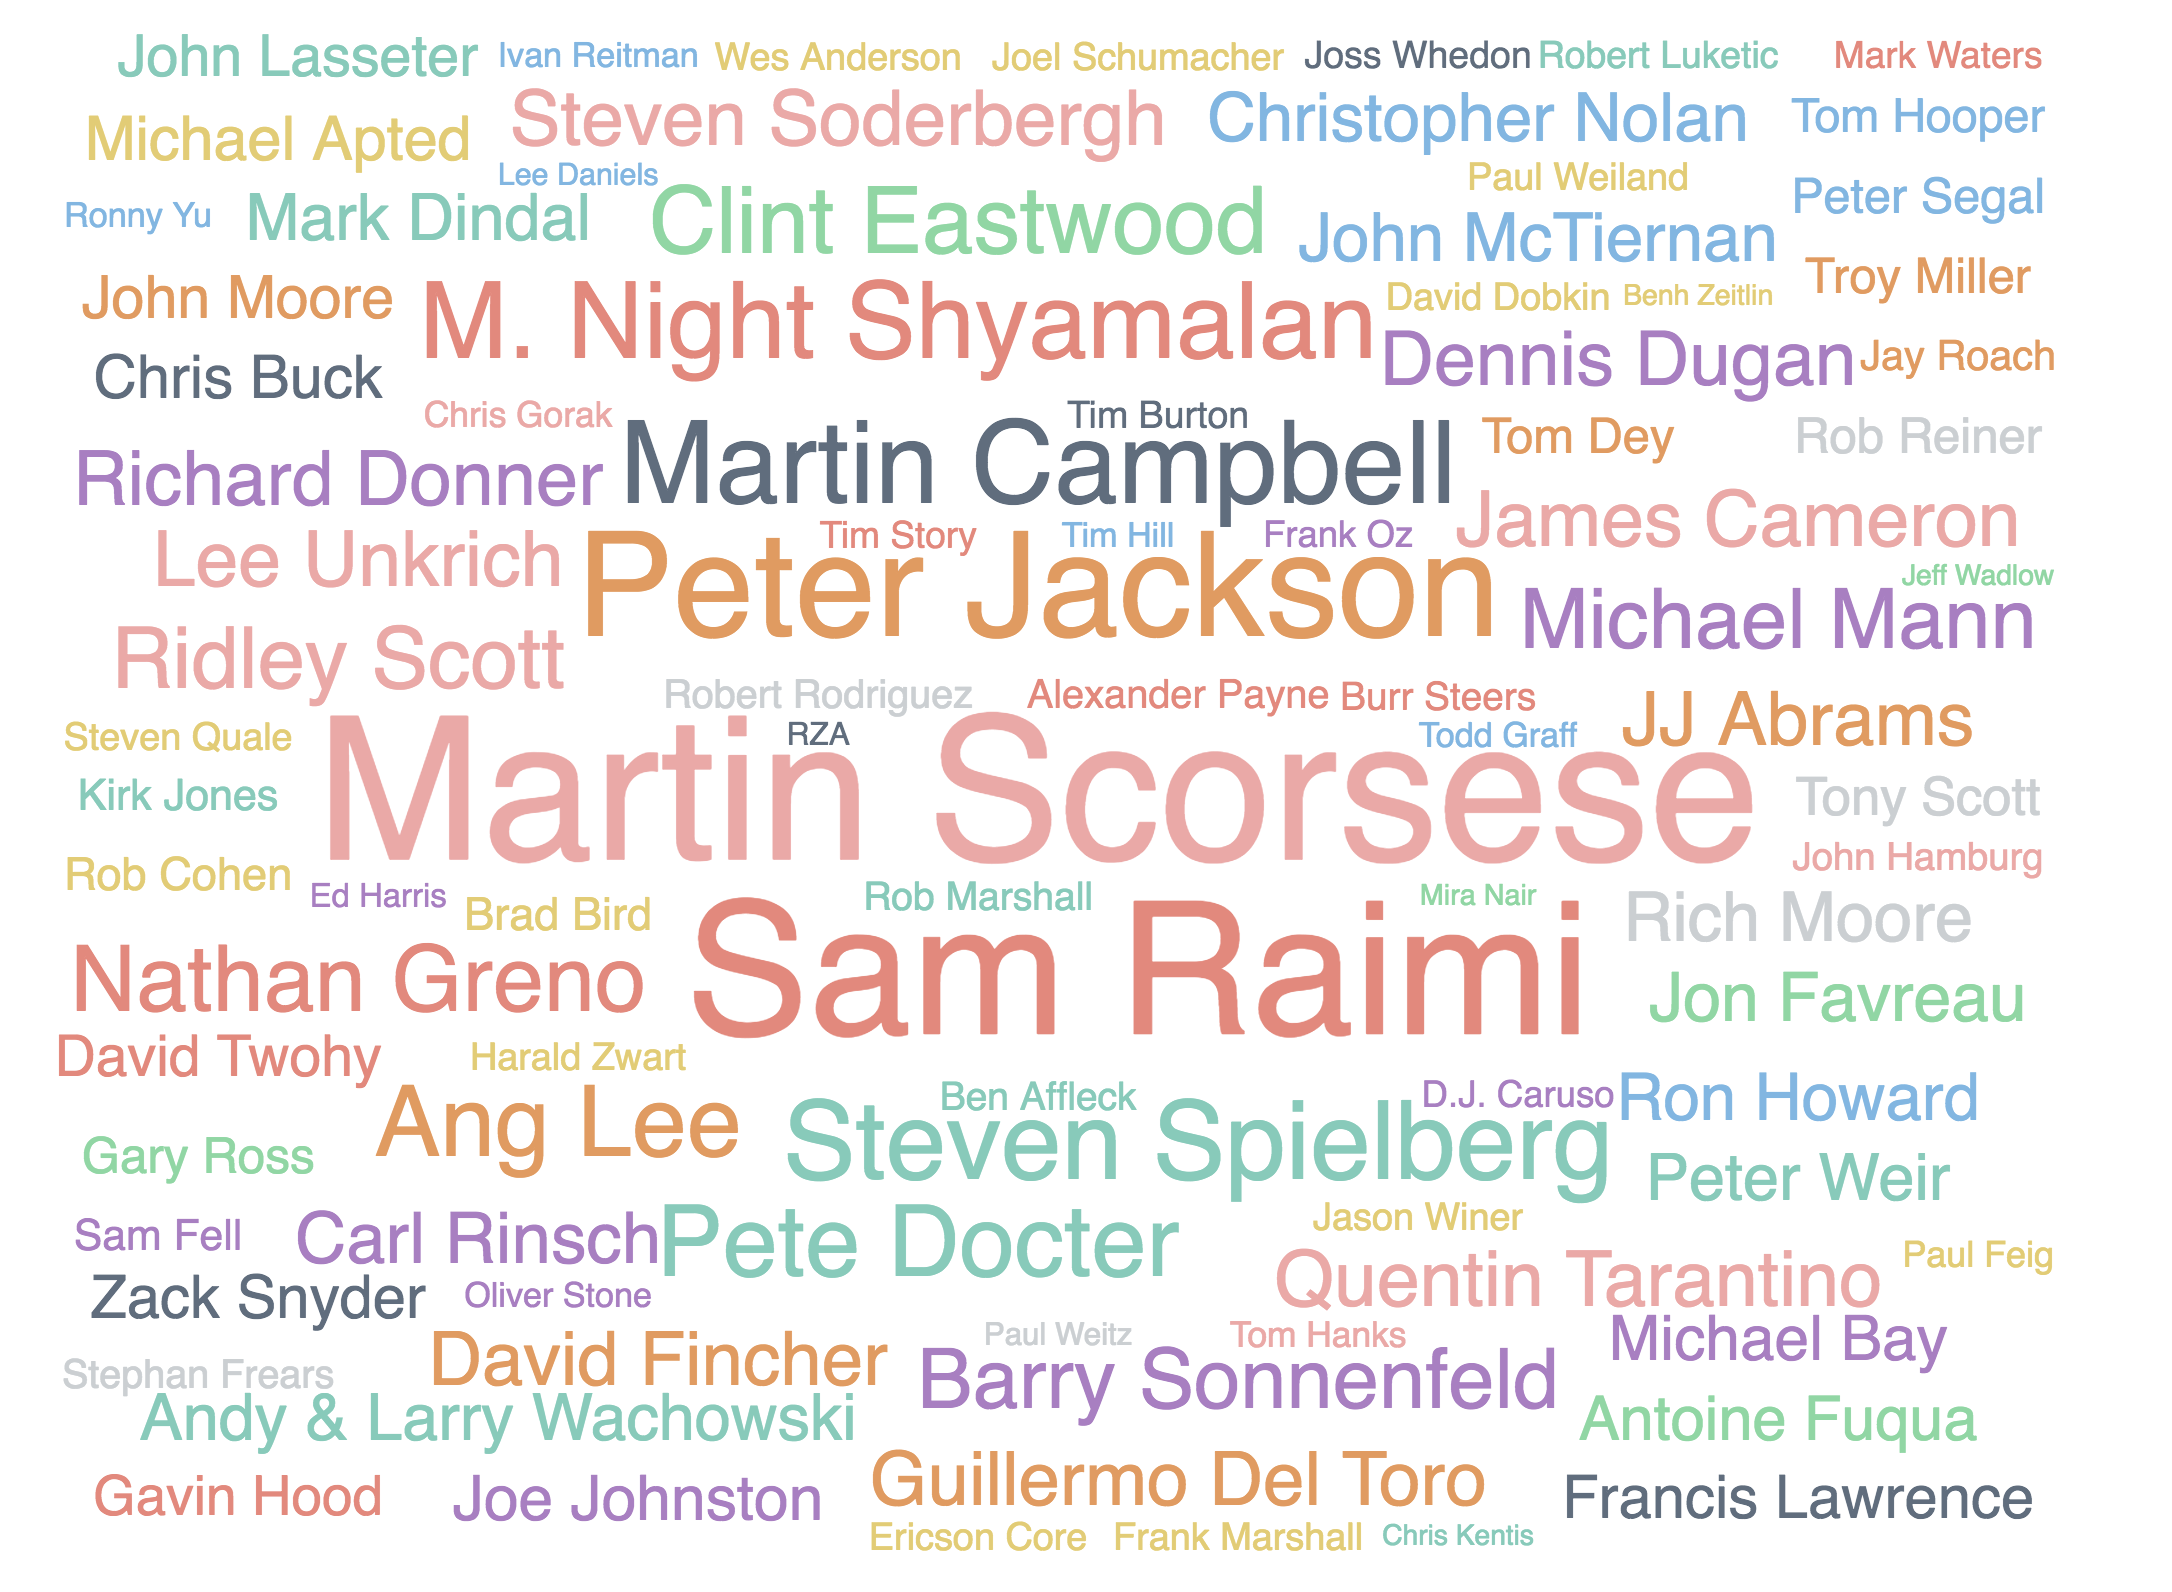 John Lasseter
Ivan Reitman
Wes Anderson
Joel Schumacher
Joss Whedon
Robert Luketic
Mark Waters
Michael Apted
Steven Soderbergh
Christopher Nolan
Tom Hooper
Lee Daniels
Paul Weiland
Ronny Yu
Mark Dindal
Clint Eastwood
John McTiernan
Peter Segal
John Moore
M. Night Shyamalan
David Dobkin
Benh Zeitlin
Troy Miller
Chris Buck
Dennis Dugan
Jay Roach
Chris Gorak
Tim Burton
Richard Donner
Martin Campbell
Tom Dey
Rob Reiner
Lee Unkrich
Tim Story
Tim Hill
Frank Oz
James Cameron
Peter Jackson
Jeff Wadlow
Michael Mann
Ridley Scott
Robert Rodriguez
Alexander Payne
Burr Steers
JJ Abrams
Steven Quale
RZA
Todd Graff
Kirk Jones
Martin Scorsese
Tony Scott
Rob Cohen
John Hamburg
Ed Harris
Brad Bird
Rob Marshall
Mira Nair
Rich Moore
Nathan Greno
Sam Raimi
Jon Favreau
David Twohy
Harald Zwart
Ang Lee
Ben Affleck
D.J. Caruso
Ron Howard
Gary Ross
Steven Spielberg
Peter Weir
Sam Fell
Carl Rinsch
Pete Docter
Jason Winer
Paul Feig
Zack Snyder
Oliver Stone
Quentin Tarantino
Stephan Frears
David Fincher
Paul Weitz
Tom Hanks
Michael Bay
Barry Sonnenfeld
Andy & Larry Wachowski
Antoine Fuqua
Gavin Hood
Joe Johnston
Guillermo Del Toro
Francis Lawrence
Ericson Core
Frank Marshall
Chris Kentis